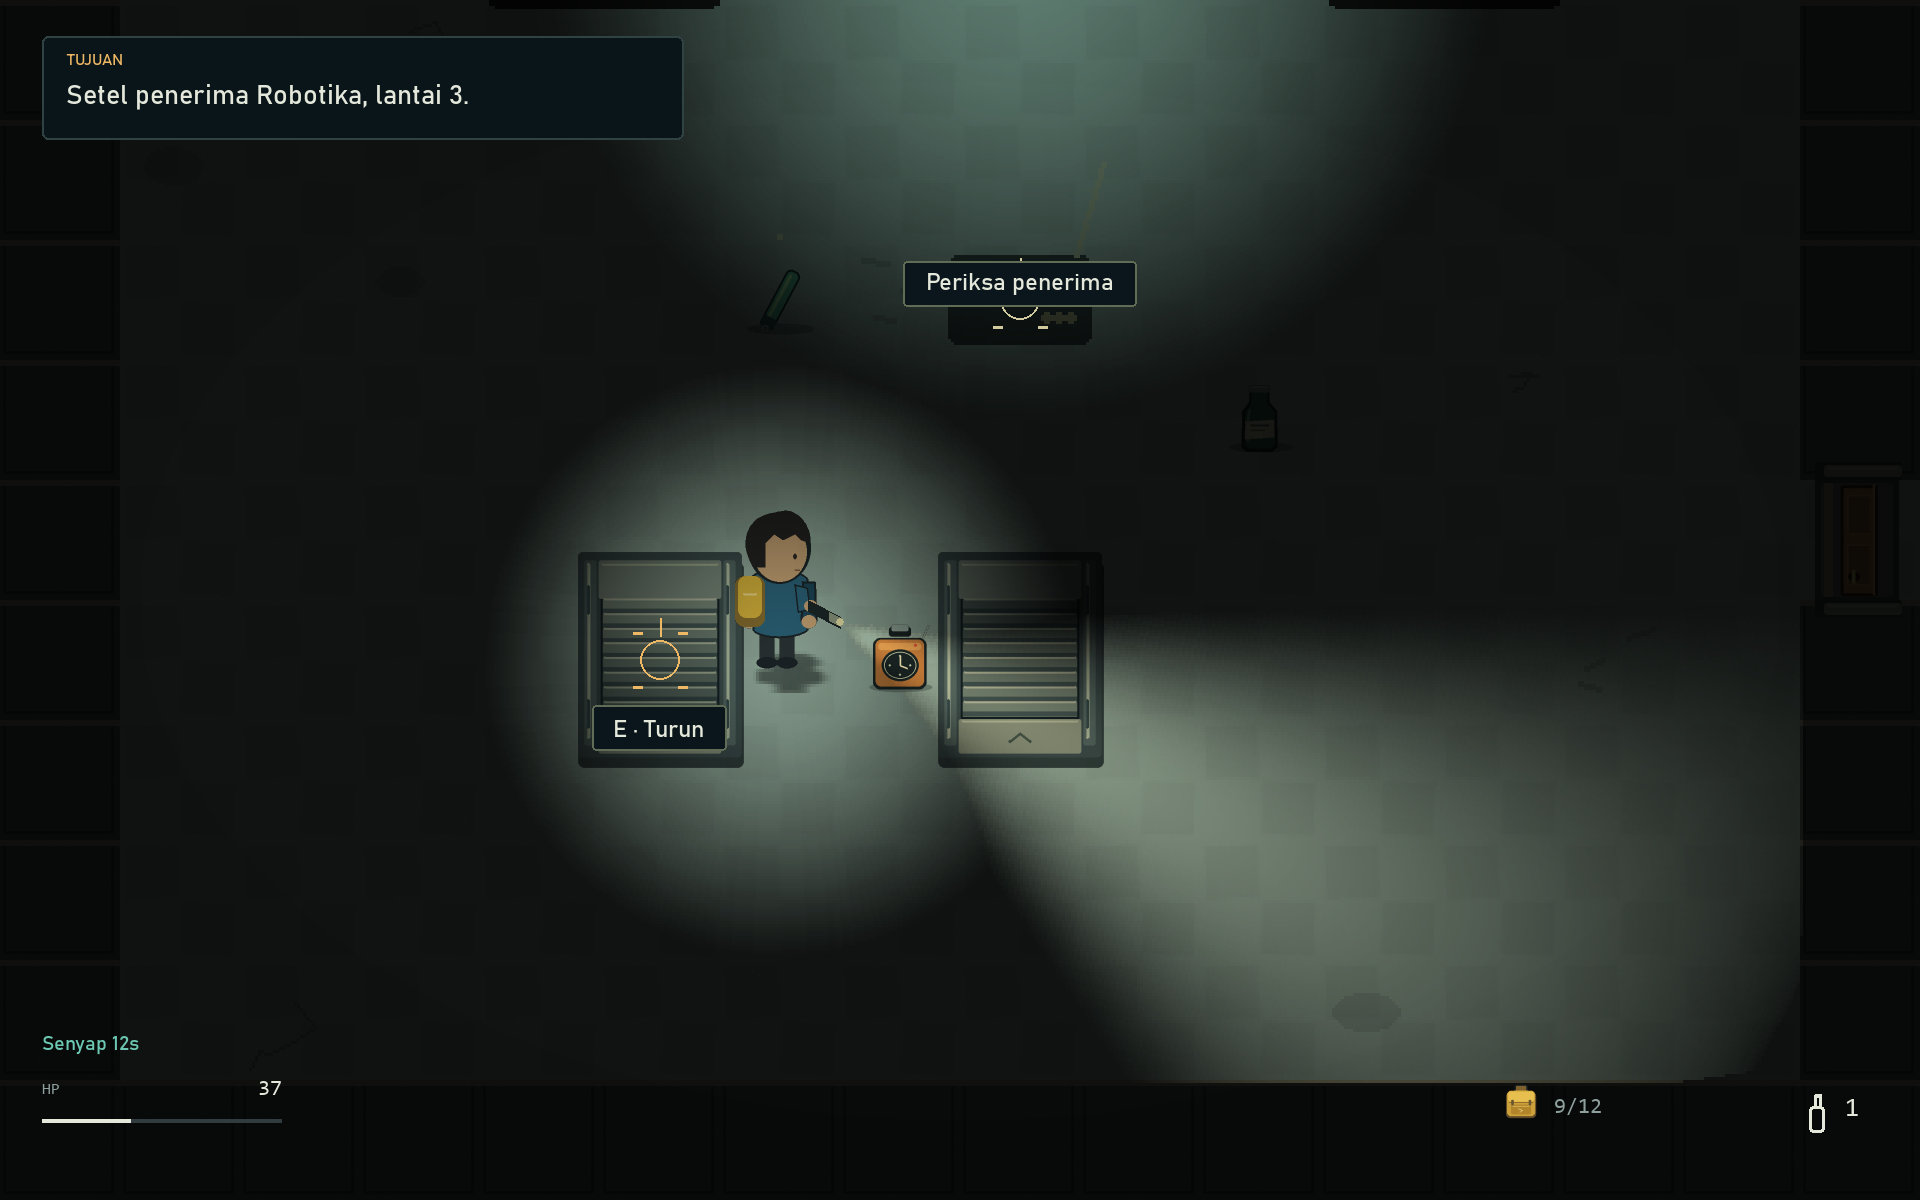 TUJUAN
Setel penerima Robotika, lantai 3.
Periksa penerima
E · Turun
Senyap 12s
HP 37
9/12
1